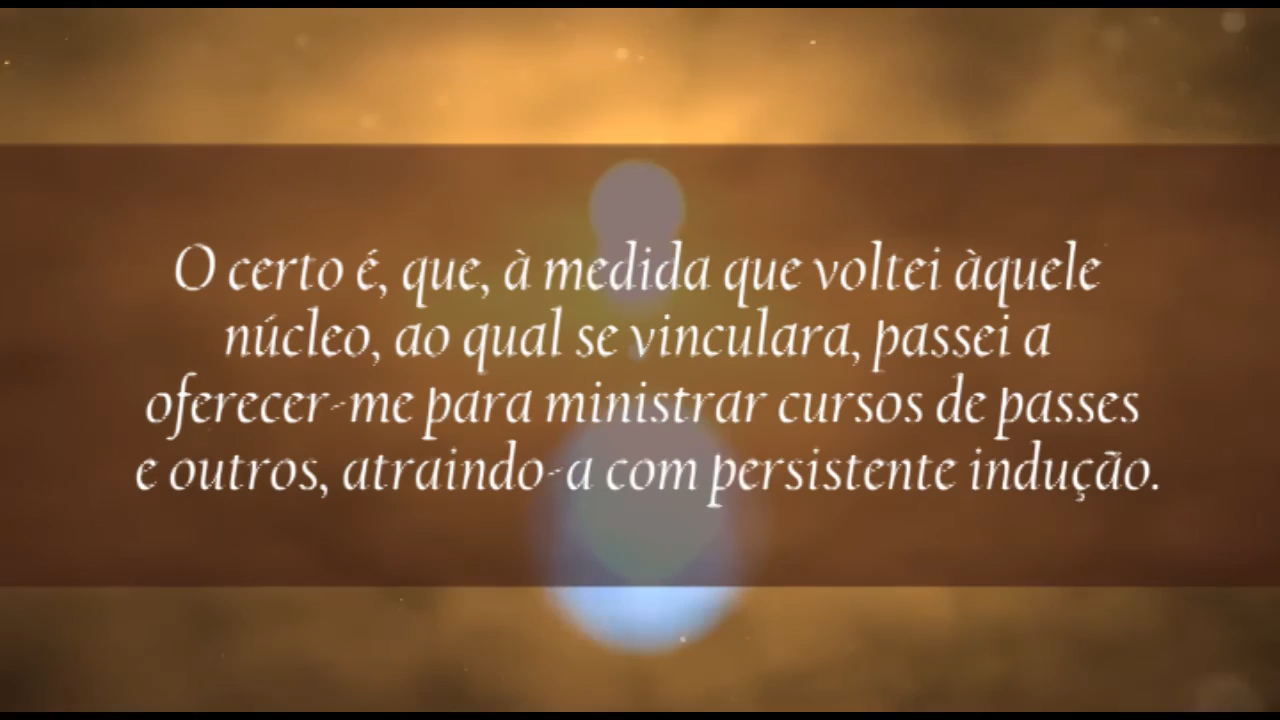 O certo é, que, à medida que voltei àquele
núcleo, ao qual se vinculara, passei a
oferecer-me para ministrar cursos de passes
e outros, atraindo-a com persistente indução.